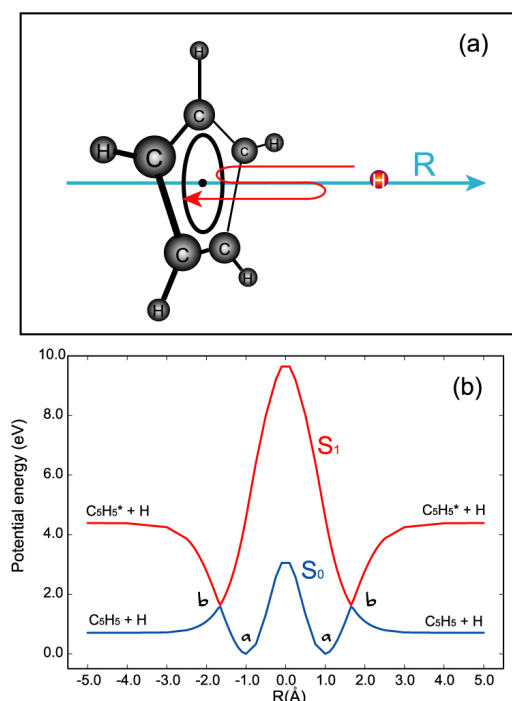 (a)
H
C
C
H
H
C
R
H
C
C
H
H
10.0
(b)
8.0
S₁
6.0
C₅H₅* + H
C₅H₅* + H
4.0
S₀
2.0
b
b
C₅H₅ + H
a
a
C₅H₅ + H
0.0
-5.0 -4.0 -3.0 -2.0 -1.0 0.0 1.0 2.0 3.0 4.0 5.0
R(Å)
Potential energy (eV)